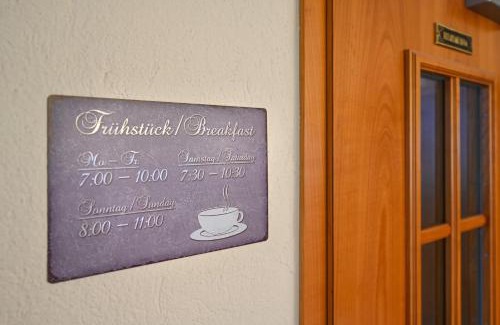 Frühstück/Breakfast
Mo – Fr
7:00 – 10:00
Samstag/Saturday
7:30 – 10:30
Sonntag/Sunday
8:00 – 11:00